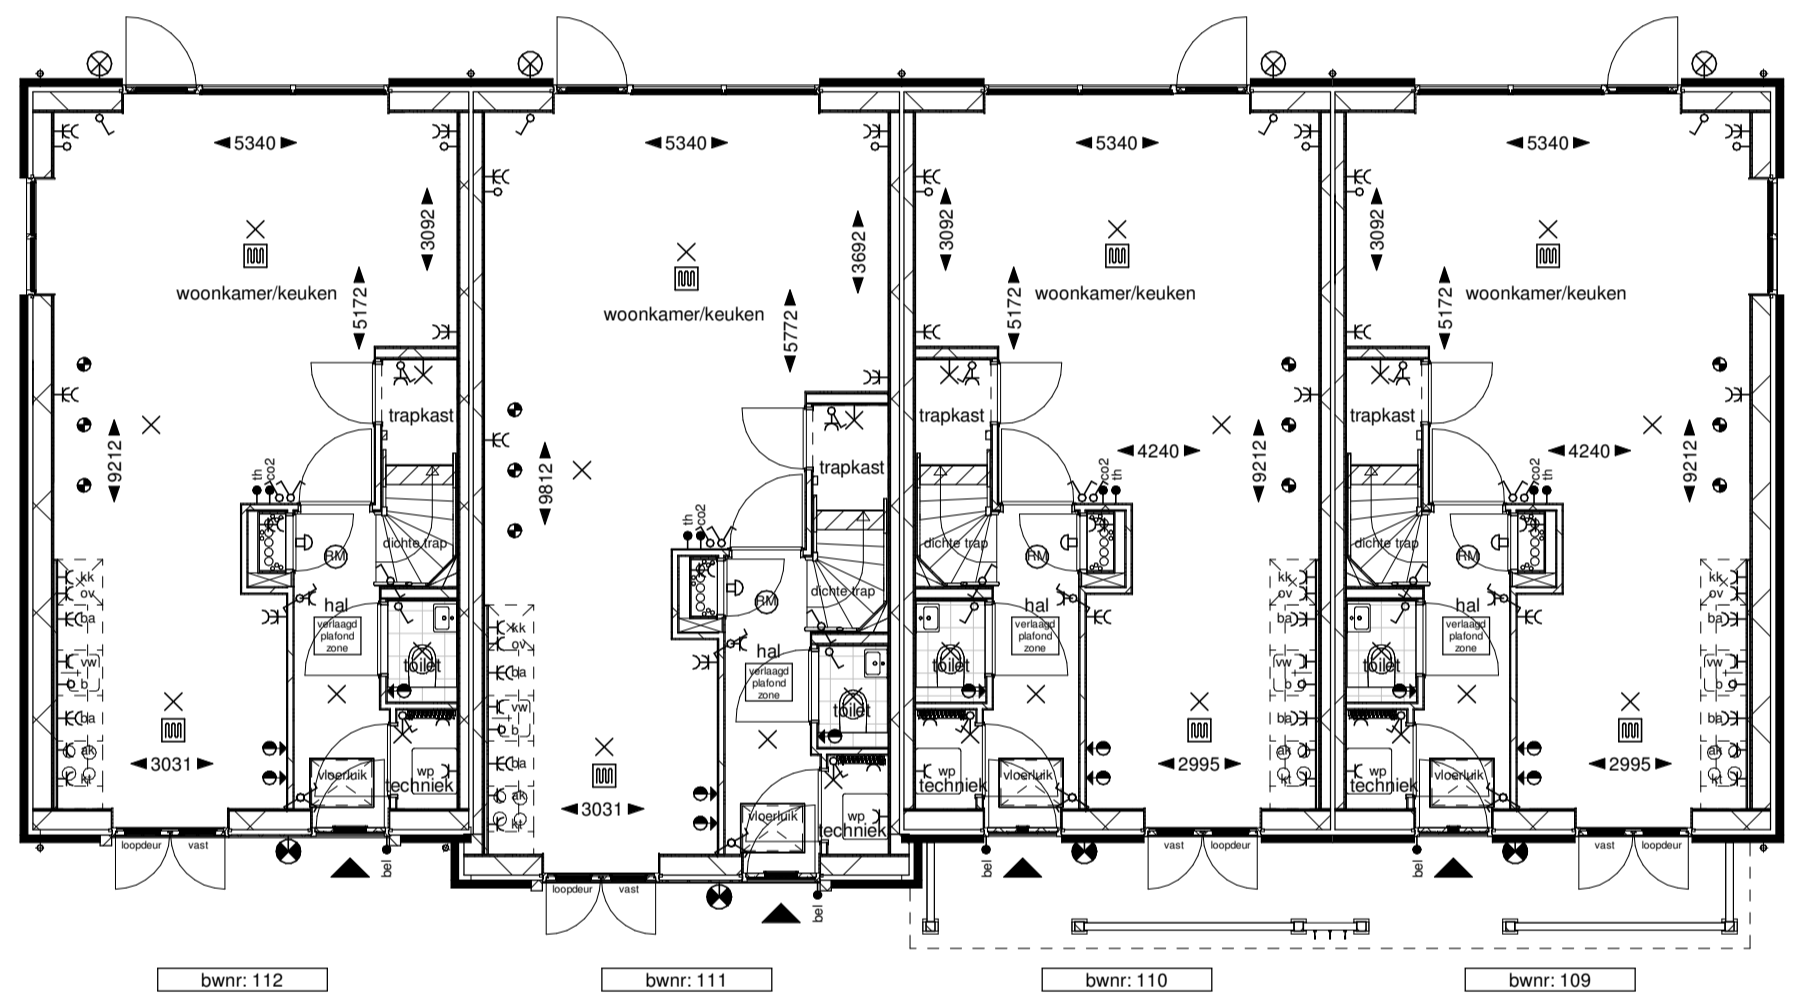 5340
3092
woonkamer/keuken
5172
trapkast
9212
th
co2
dichte trap
RM
hal
verlaagd
plafond
zone
toilet
kk
ov
ba
vw
b
ba
ak
kt
3031
vloerluik
wp
techniek
loopdeur
vast
bel
bwnr: 112
5340
3692
woonkamer/keuken
5772
trapkast
9812
th
co2
dichte trap
RM
hal
verlaagd
plafond
zone
toilet
kk
ov
ba
vw
b
ba
ak
kt
3031
vloerluik
wp
techniek
loopdeur
vast
bel
bwnr: 111
5340
3092
woonkamer/keuken
5172
trapkast
4240
9212
co2
th
dichte trap
RM
hal
verlaagd
plafond
zone
toilet
kk
ov
ba
vw
b
ba
ak
kt
2995
vloerluik
wp
techniek
vast
loopdeur
bel
bwnr: 110
5340
3092
woonkamer/keuken
5172
trapkast
4240
9212
co2
th
dichte trap
RM
hal
verlaagd
plafond
zone
toilet
kk
ov
ba
vw
b
ba
ak
kt
2995
vloerluik
wp
techniek
vast
loopdeur
bel
bwnr: 109